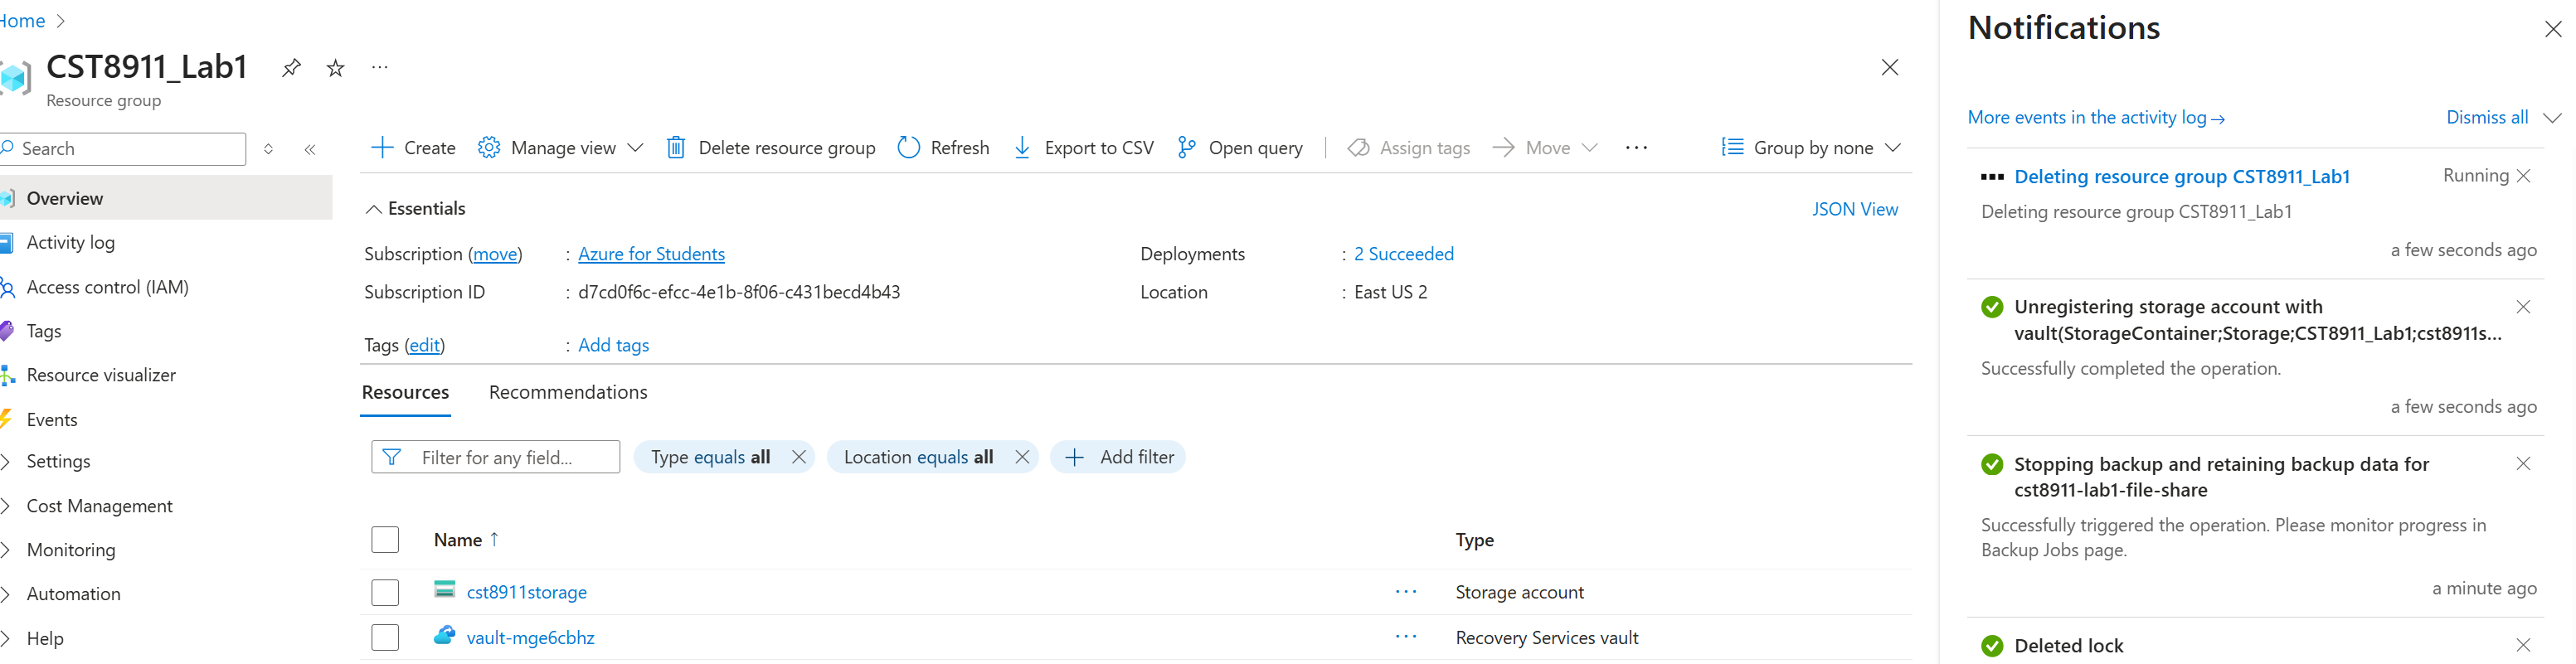 Home
CST8911_Lab1
Resource group
Search
Overview
Activity log
Access control (IAM)
Tags
Resource visualizer
Events
Settings
Cost Management
Monitoring
Automation
Help
Create
Manage view
Delete resource group
Refresh
Export to CSV
Open query
Assign tags
Move
Group by none
Essentials
JSON View
Subscription (move) : Azure for Students
Subscription ID : d7cd0f6c-efcc-4e1b-8f06-c431becd4b43
Deployments : 2 Succeeded
Location : East US 2
Tags (edit) : Add tags
Resources Recommendations
Filter for any field...
Type equals all
Location equals all
Add filter
Name ↑ Type
cst8911storage ... Storage account
vault-mge6cbhz ... Recovery Services vault
Notifications
More events in the activity log →
Dismiss all
Deleting resource group CST8911_Lab1 Running
Deleting resource group CST8911_Lab1
a few seconds ago
Unregistering storage account with
vault(StorageContainer;Storage;CST8911_Lab1;cst8911s...
Successfully completed the operation.
a few seconds ago
Stopping backup and retaining backup data for
cst8911-lab1-file-share
Successfully triggered the operation. Please monitor progress in
Backup Jobs page.
a minute ago
Deleted lock